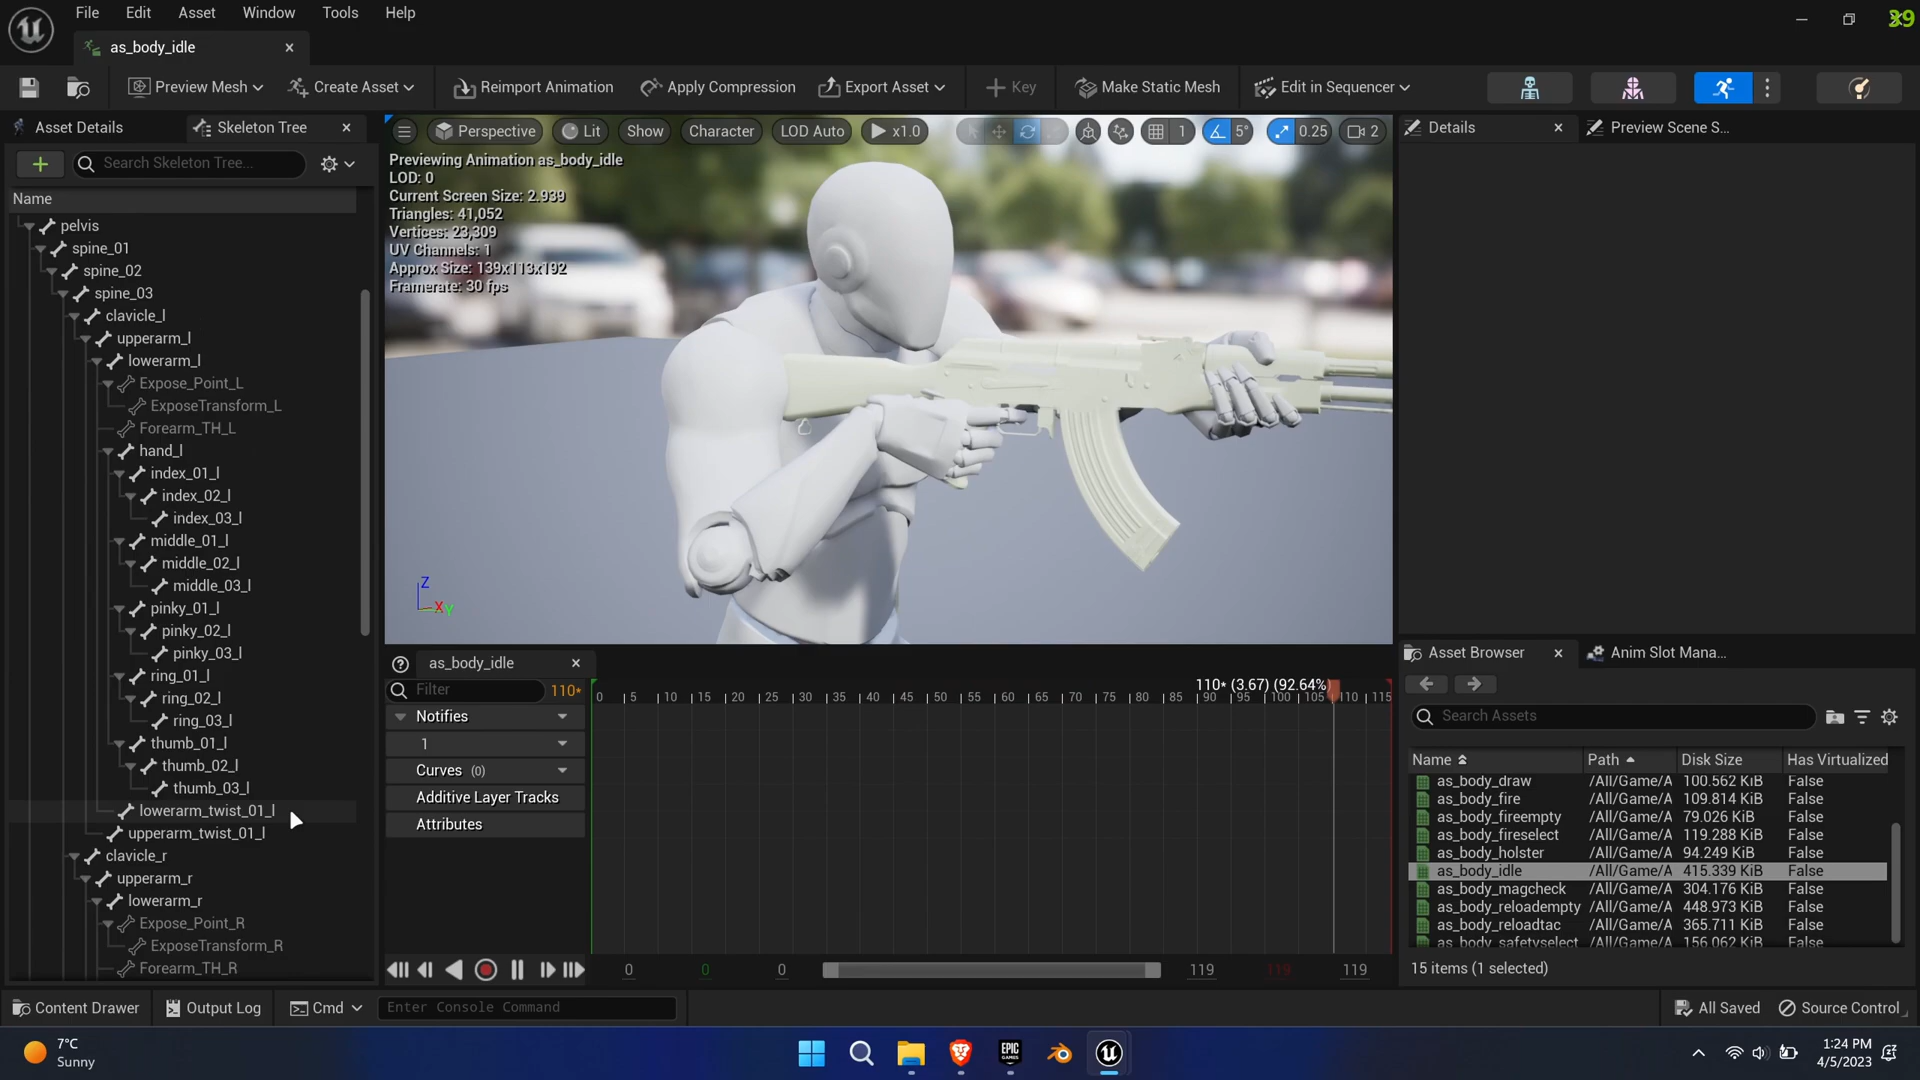 File Edit Asset Window Tools Help
39
as_body_idle
Preview Mesh Create Asset Reimport Animation Apply Compression Export Asset Key Make Static Mesh Edit in Sequencer
Asset Details Skeleton Tree
Search Skeleton Tree...
Name
pelvis
spine_01
spine_02
spine_03
clavicle_l
upperarm_l
lowerarm_l
Expose_Point_L
ExposeTransform_L
Forearm_TH_L
hand_l
index_01_l
index_02_l
index_03_l
middle_01_l
middle_02_l
middle_03_l
pinky_01_l
pinky_02_l
pinky_03_l
ring_01_l
ring_02_l
ring_03_l
thumb_01_l
thumb_02_l
thumb_03_l
lowerarm_twist_01_l
upperarm_twist_01_l
clavicle_r
upperarm_r
lowerarm_r
Expose_Point_R
ExposeTransform_R
Forearm_TH_R
Perspective Lit Show Character LOD Auto x1.0 1 5° 0.25 2
Previewing Animation as_body_idle
LOD: 0
Current Screen Size: 2.939
Triangles: 41,052
Vertices: 23,309
UV Channels: 1
Approx Size: 139x113x192
Framerate: 30 fps
Z
X Y
as_body_idle
Filter 110*
110* (3.67) (92.64%)
0 5 10 15 20 25 30 35 40 45 50 55 60 65 70 75 80 85 90 95 100 105 110 115
Notifies
1
Curves (0)
Additive Layer Tracks
Attributes
0 0 0 119 119 119
Details Preview Scene S...
Asset Browser Anim Slot Mana...
Search Assets
Name Path Disk Size Has Virtualized
as_body_draw /All/Game/A 100.562 KiB False
as_body_fire /All/Game/A 109.814 KiB False
as_body_fireempty /All/Game/A 79.026 KiB False
as_body_fireselect /All/Game/A 119.288 KiB False
as_body_holster /All/Game/A 94.249 KiB False
as_body_idle /All/Game/A 415.339 KiB False
as_body_magcheck /All/Game/A 304.176 KiB False
as_body_reloadempty /All/Game/A 448.973 KiB False
as_body_reloadtac /All/Game/A 365.711 KiB False
as_body_safetyselect /All/Game/A 156.062 KiB False
15 items (1 selected)
Content Drawer Output Log Cmd Enter Console Command All Saved Source Control
7°C
Sunny
EPIC GAMES
1:24 PM
4/5/2023